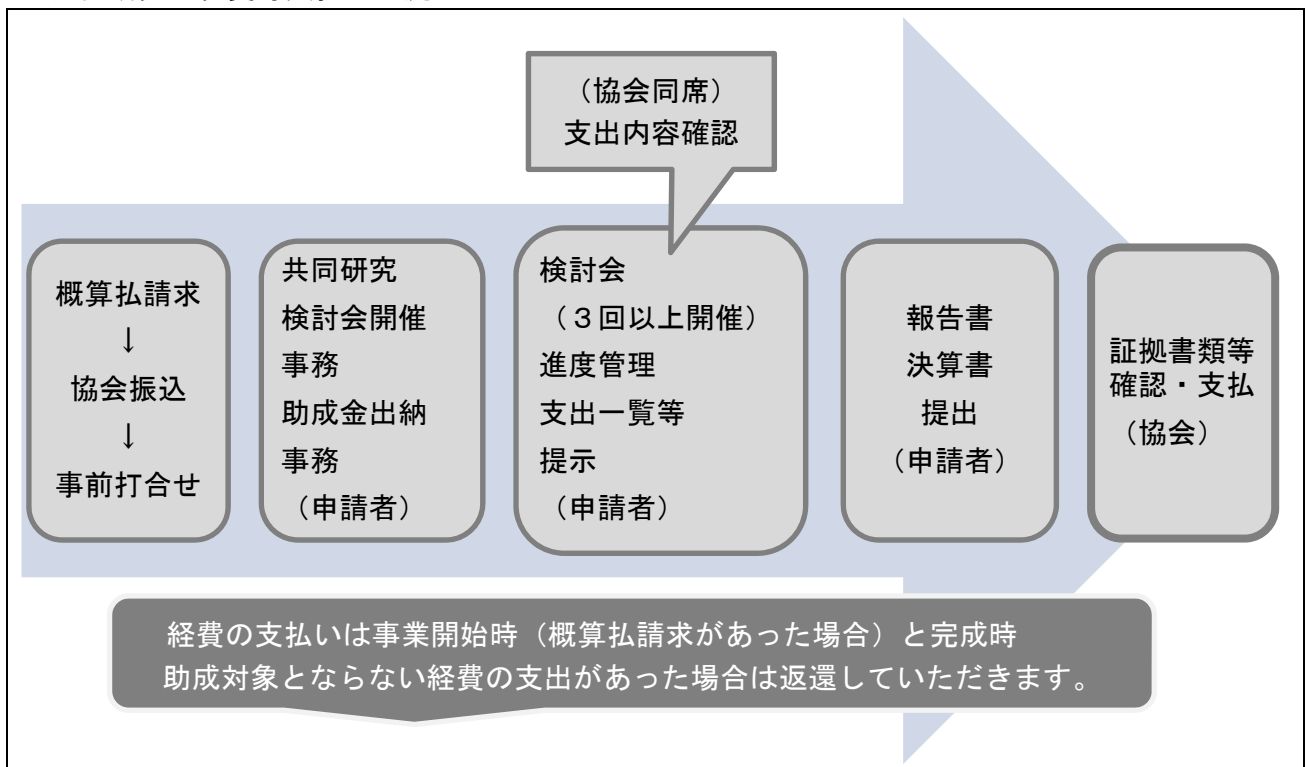 （協会同席）
支出内容確認
概算払請求
↓
協会振込
↓
事前打合せ
共同研究
検討会開催
事務
助成金出納
事務
（申請者）
検討会
（３回以上開催）
進度管理
支出一覧等
提示
（申請者）
報告書
決算書
提出
（申請者）
証拠書類等
確認・支払
（協会）
経費の支払いは事業開始時（概算払請求があった場合）と完成時
助成対象とならない経費の支出があった場合は返還していただきます。